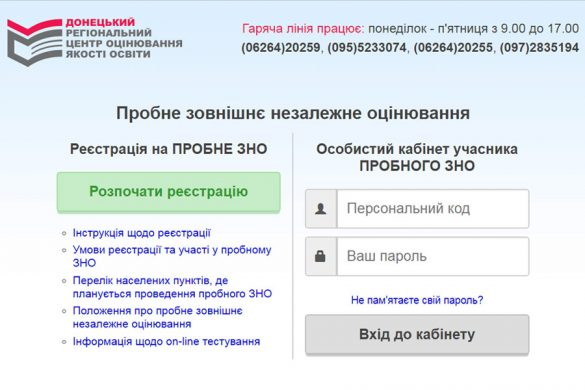 ДОНЕЦЬКИЙ
РЕГІОНАЛЬНИЙ
ЦЕНТР ОЦІНЮВАННЯ
ЯКОСТІ ОСВІТИ
Гаряча лінія працює: понеділок - п'ятниця з 9.00 до 17.00
(06264)20259, (095)5233074, (06264)20255, (097)2835194
Пробне зовнішнє незалежне оцінювання
Реєстрація на ПРОБНЕ ЗНО
Розпочати реєстрацію
Інструкція щодо реєстрації
Умови реєстрації та участі у пробному
ЗНО
Перелік населених пунктів, де
планується проведення пробного ЗНО
Положення про пробне зовнішнє
незалежне оцінювання
Інформація щодо on-line тестування
Особистий кабінет учасника
ПРОБНОГО ЗНО
Персональний код
Ваш пароль
Не пам'ятаєте свій пароль?
Вхід до кабінету